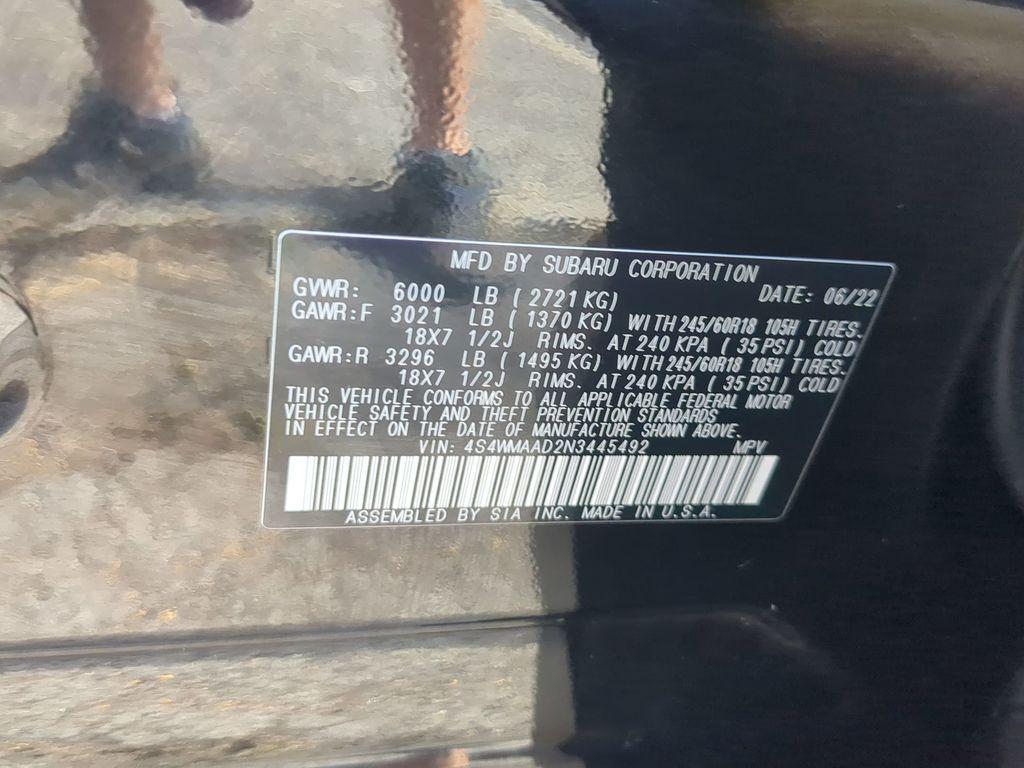 MFD BY SUBARU CORPORATION
GVWR: 6000 LB ( 2721 KG) DATE: 06/22
GAWR:F 3021 LB ( 1370 KG) WITH 245/60R18 105H TIRES.
18X7 1/2J RIMS. AT 240 KPA ( 35 PSI) COLD
GAWR:R 3296 LB ( 1495 KG) WITH 245/60R18 105H TIRES.
18X7 1/2J RIMS. AT 240 KPA ( 35 PSI) COLD
THIS VEHICLE CONFORMS TO ALL APPLICABLE FEDERAL MOTOR
VEHICLE SAFETY AND THEFT PREVENTION STANDARDS
IN EFFECT ON THE DATE OF MANUFACTURE SHOWN ABOVE.
VIN: 4S4WMAAD2N3445492 MPV
ASSEMBLED BY SIA INC. MADE IN U.S.A.